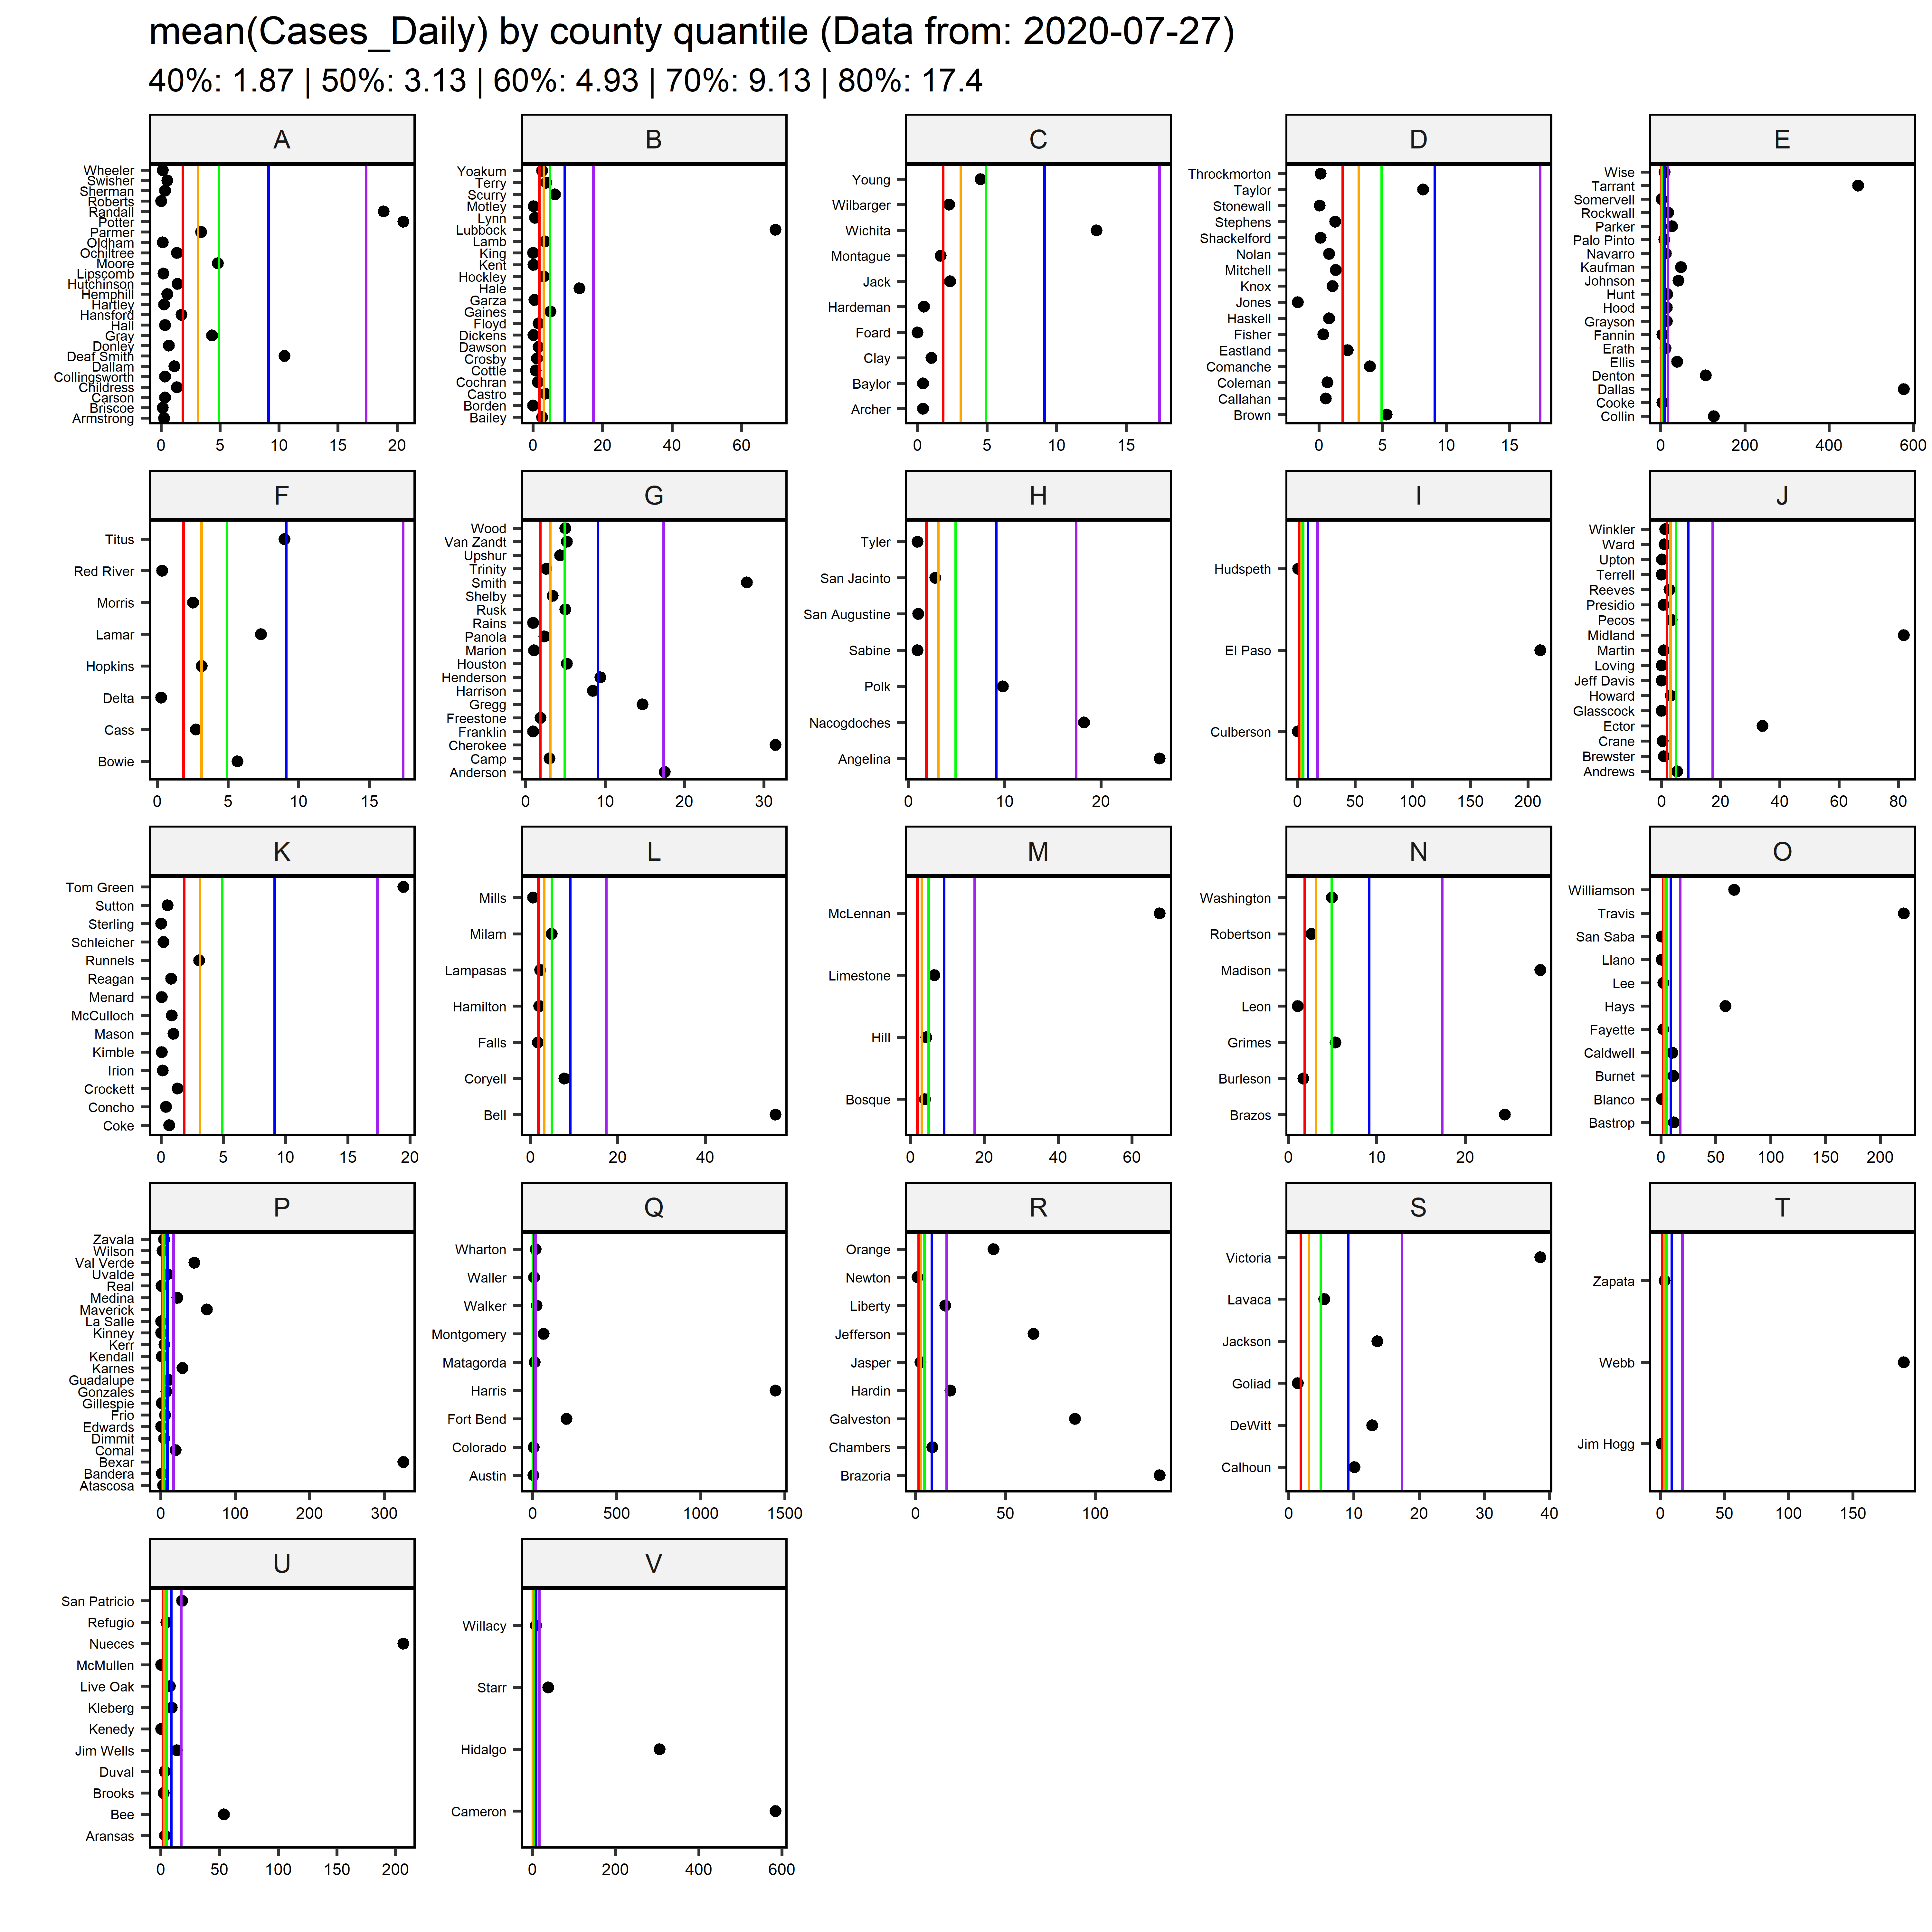 mean(Cases_Daily) by county quantile (Data from: 2020-07-27)
40%: 1.87 | 50%: 3.13 | 60%: 4.93 | 70%: 9.13 | 80%: 17.4
A
Wheeler
Swisher
Sherman
Roberts
Randall
Potter
Parmer
Oldham
Ochiltree
Moore
Lipscomb
Hutchinson
Hemphill
Hartley
Hansford
Hall
Gray
Donley
Deaf Smith
Dallam
Collingsworth
Childress
Carson
Briscoe
Armstrong
0 5 10 15 20
B
Yoakum
Terry
Scurry
Motley
Lynn
Lubbock
Lamb
King
Kent
Hockley
Hale
Garza
Gaines
Floyd
Dickens
Dawson
Crosby
Cottle
Cochran
Castro
Borden
Bailey
0 20 40 60
C
Young
Wilbarger
Wichita
Montague
Jack
Hardeman
Foard
Clay
Baylor
Archer
0 5 10 15
D
Throckmorton
Taylor
Stonewall
Stephens
Shackelford
Nolan
Mitchell
Knox
Jones
Haskell
Fisher
Eastland
Comanche
Coleman
Callahan
Brown
0 5 10 15
E
Wise
Tarrant
Somervell
Rockwall
Parker
Palo Pinto
Navarro
Kaufman
Johnson
Hunt
Hood
Grayson
Fannin
Erath
Ellis
Denton
Dallas
Cooke
Collin
0 200 400 600
F
Titus
Red River
Morris
Lamar
Hopkins
Delta
Cass
Bowie
0 5 10 15
G
Wood
Van Zandt
Upshur
Trinity
Smith
Shelby
Rusk
Rains
Panola
Marion
Houston
Henderson
Harrison
Gregg
Freestone
Franklin
Cherokee
Camp
Anderson
0 10 20 30
H
Tyler
San Jacinto
San Augustine
Sabine
Polk
Nacogdoches
Angelina
0 10 20
I
Hudspeth
El Paso
Culberson
0 50 100 150 200
J
Winkler
Ward
Upton
Terrell
Reeves
Presidio
Pecos
Midland
Martin
Loving
Jeff Davis
Howard
Glasscock
Ector
Crane
Brewster
Andrews
0 20 40 60 80
K
Tom Green
Sutton
Sterling
Schleicher
Runnels
Reagan
Menard
McCulloch
Mason
Kimble
Irion
Crockett
Concho
Coke
0 5 10 15 20
L
Mills
Milam
Lampasas
Hamilton
Falls
Coryell
Bell
0 20 40
M
McLennan
Limestone
Hill
Bosque
0 20 40 60
N
Washington
Robertson
Madison
Leon
Grimes
Burleson
Brazos
0 10 20
O
Williamson
Travis
San Saba
Llano
Lee
Hays
Fayette
Caldwell
Burnet
Blanco
Bastrop
0 50 100 150 200
P
Zavala
Wilson
Val Verde
Uvalde
Real
Medina
Maverick
La Salle
Kinney
Kerr
Kendall
Karnes
Guadalupe
Gonzales
Gillespie
Frio
Edwards
Dimmit
Comal
Bexar
Bandera
Atascosa
0 100 200 300
Q
Wharton
Waller
Walker
Montgomery
Matagorda
Harris
Fort Bend
Colorado
Austin
0 500 1000 1500
R
Orange
Newton
Liberty
Jefferson
Jasper
Hardin
Galveston
Chambers
Brazoria
0 50 100
S
Victoria
Lavaca
Jackson
Goliad
DeWitt
Calhoun
0 10 20 30 40
T
Zapata
Webb
Jim Hogg
0 50 100 150
U
San Patricio
Refugio
Nueces
McMullen
Live Oak
Kleberg
Kenedy
Jim Wells
Duval
Brooks
Bee
Aransas
0 50 100 150 200
V
Willacy
Starr
Hidalgo
Cameron
0 200 400 600